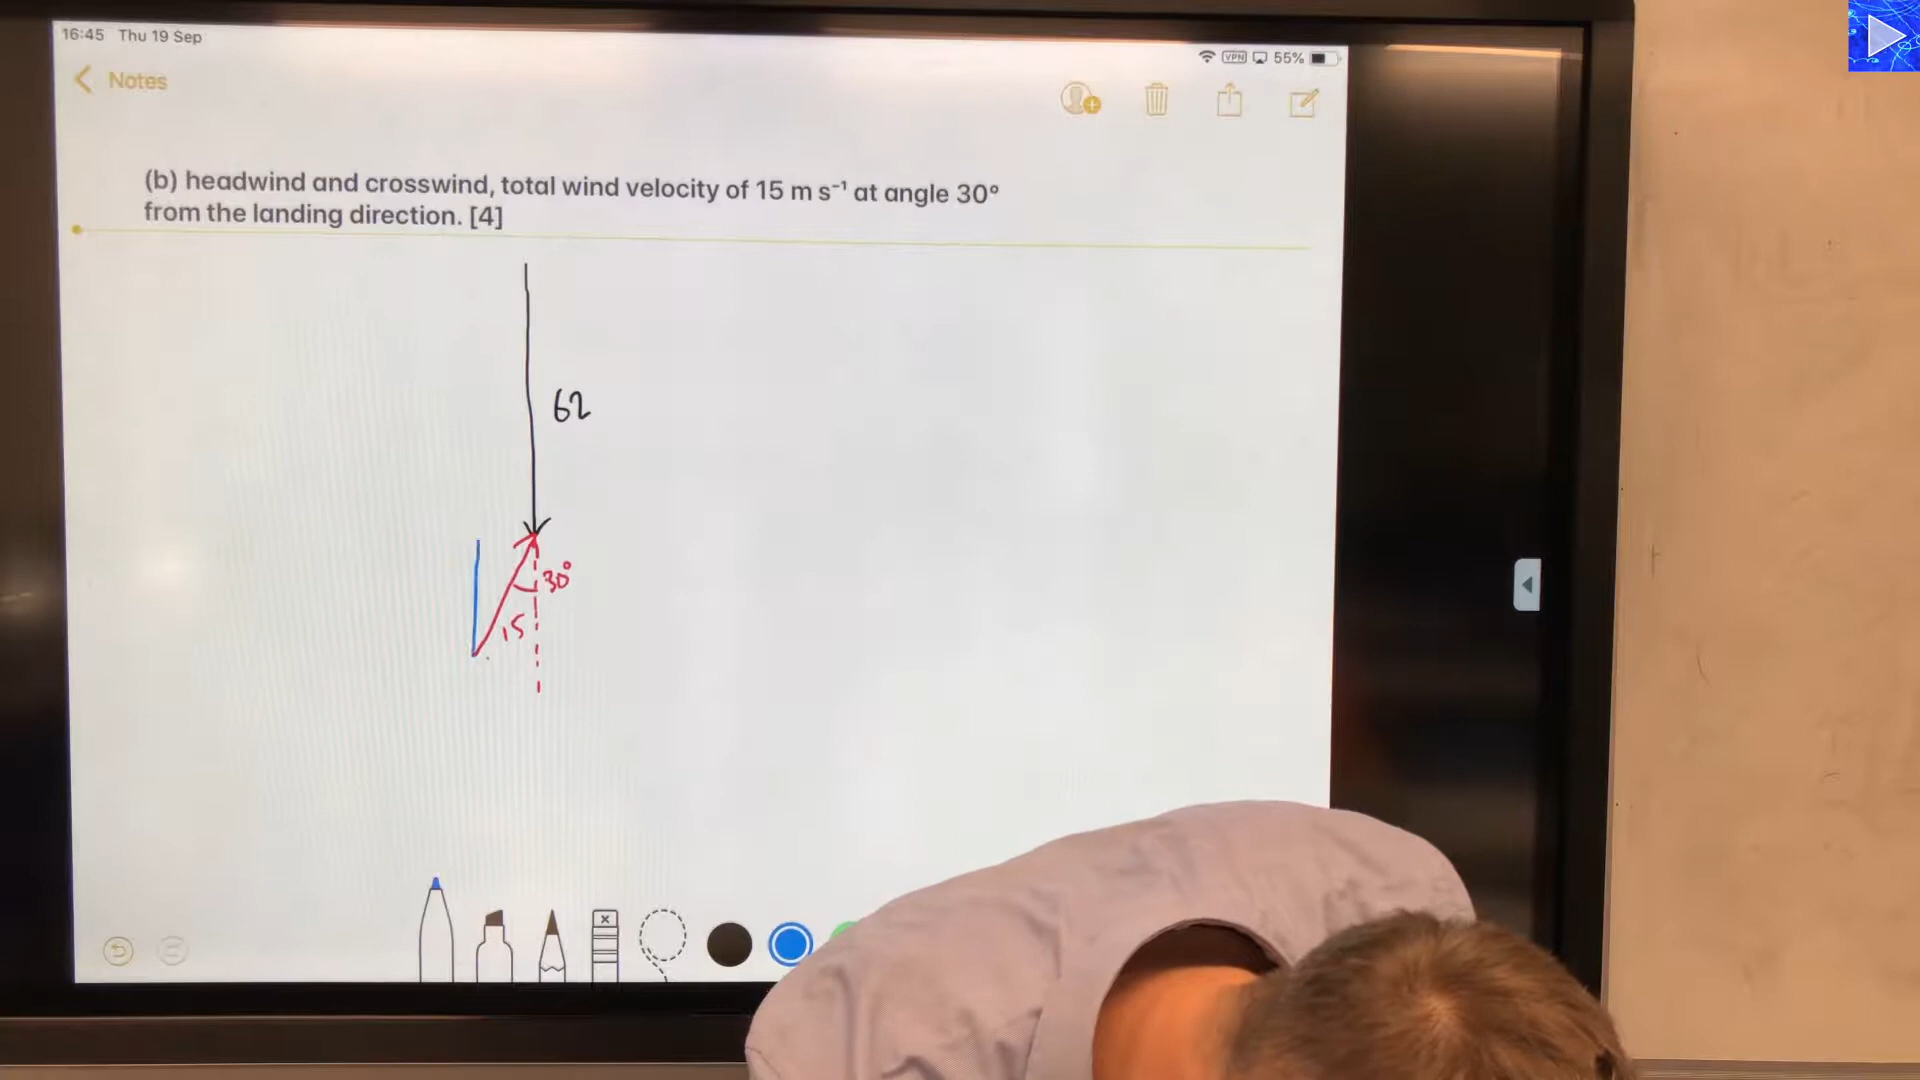 16:45 Thu 19 Sep
VPN 55%
Notes
(b) headwind and crosswind, total wind velocity of 15 m s⁻¹ at angle 30°
from the landing direction. [4]
62
30°
15